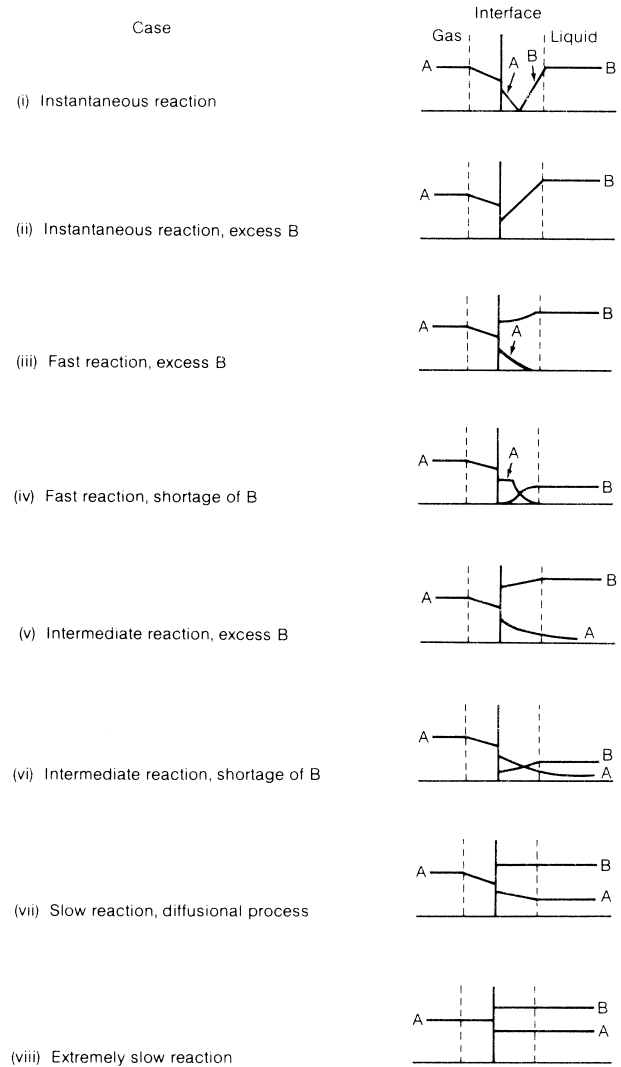 Case
Interface
Gas
Liquid
(i) Instantaneous reaction
A
A
B
B
(ii) Instantaneous reaction, excess B
A
B
(iii) Fast reaction, excess B
A
A
B
(iv) Fast reaction, shortage of B
A
A
B
(v) Intermediate reaction, excess B
A
B
A
(vi) Intermediate reaction, shortage of B
A
B
A
(vii) Slow reaction, diffusional process
A
B
A
(viii) Extremely slow reaction
A
B
A